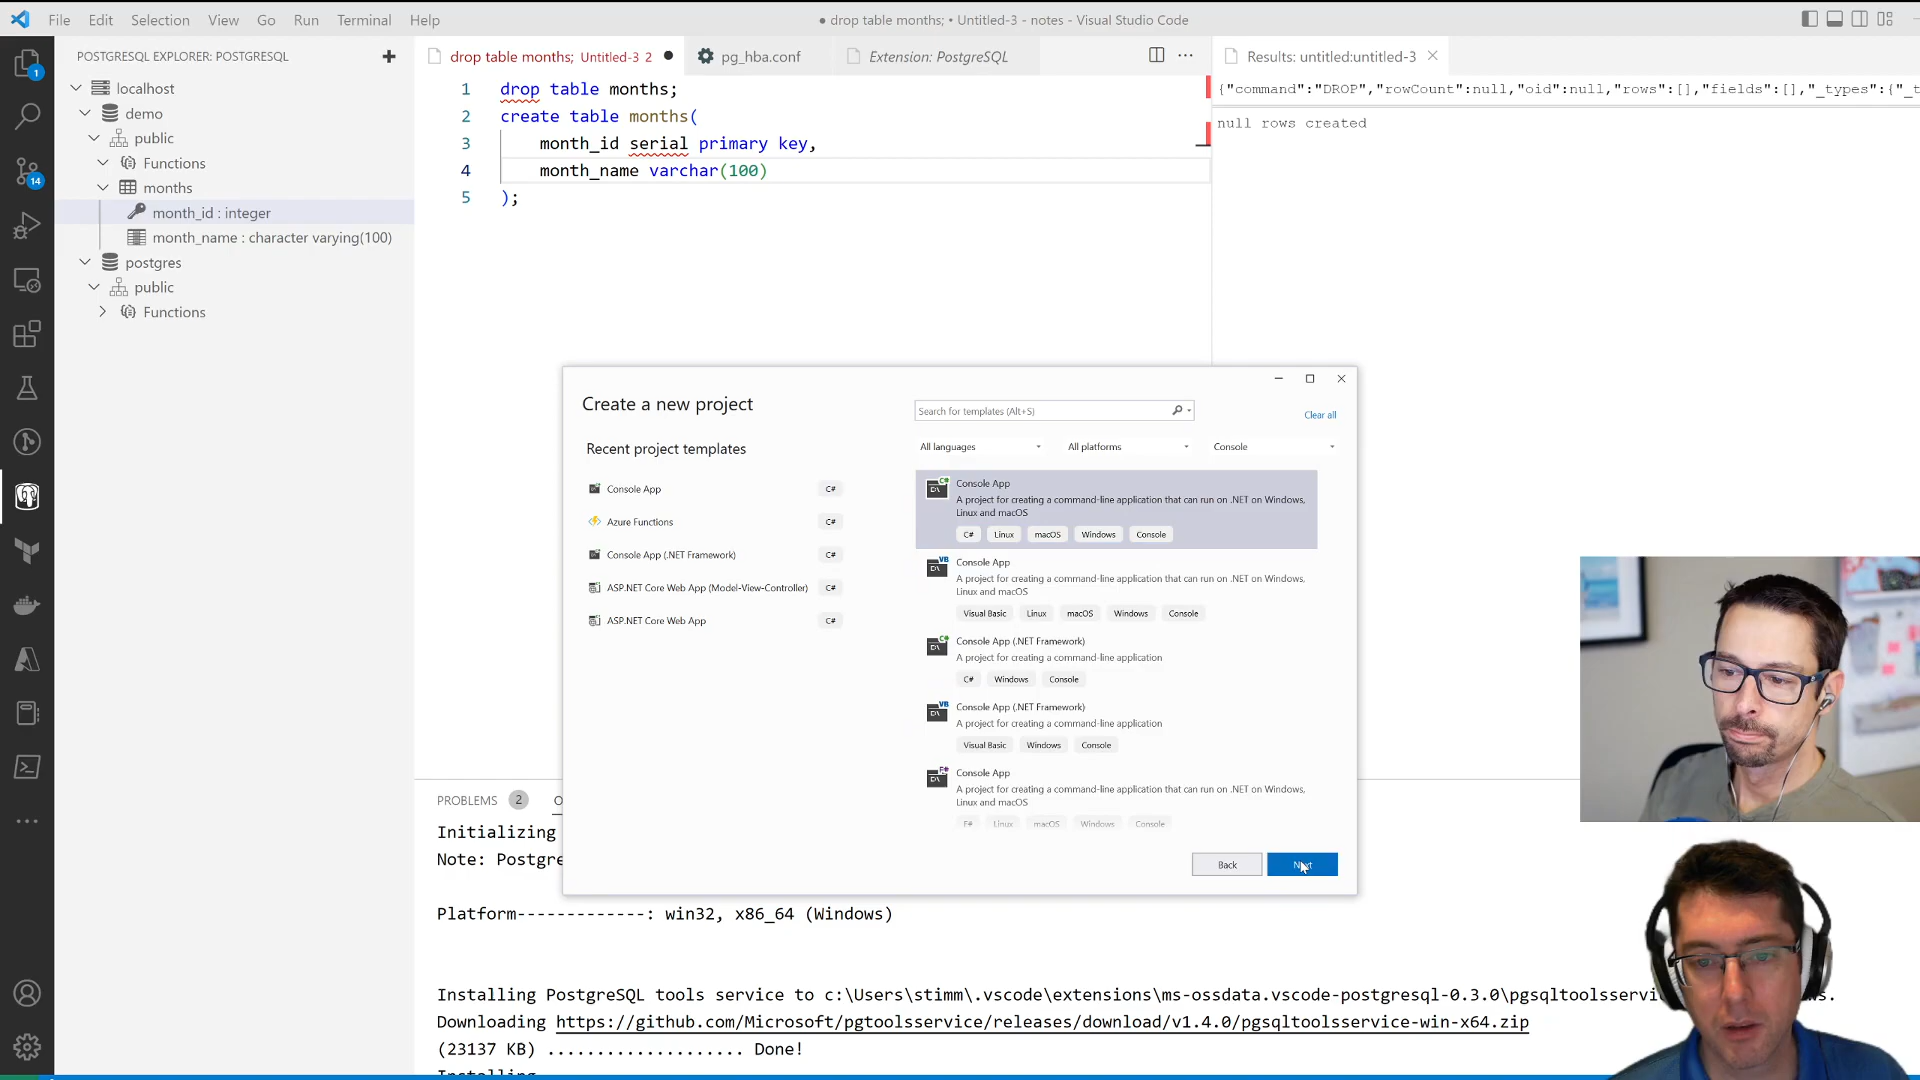 File Edit Selection View Go Run Terminal Help
● drop table months; • Untitled-3 - notes - Visual Studio Code
POSTGRESQL EXPLORER: POSTGRESQL
localhost
demo
public
Functions
months
month_id : integer
month_name : character varying(100)
postgres
public
Functions
1
14
drop table months; Untitled-3 2
pg_hba.conf
Extension: PostgreSQL
1 drop table months;
2 create table months(
3 month_id serial primary key,
4 month_name varchar(100)
5 );
Results: untitled:untitled-3
{"command":"DROP","rowCount":null,"oid":null,"rows":[],"fields":[],"_types":{"_t
null rows created
Create a new project
Recent project templates
Console App C#
Azure Functions C#
Console App (.NET Framework) C#
ASP.NET Core Web App (Model-View-Controller) C#
ASP.NET Core Web App C#
Search for templates (Alt+S)
Clear all
All languages All platforms Console
Console App
A project for creating a command-line application that can run on .NET on Windows,
Linux and macOS
C# Linux macOS Windows Console
Console App
A project for creating a command-line application that can run on .NET on Windows,
Linux and macOS
Visual Basic Linux macOS Windows Console
Console App (.NET Framework)
A project for creating a command-line application
C# Windows Console
Console App (.NET Framework)
A project for creating a command-line application
Visual Basic Windows Console
Console App
A project for creating a command-line application that can run on .NET on Windows,
Linux and macOS
F# Linux macOS Windows Console
Back Next
PROBLEMS 2 O
Initializing
Note: Postgre
Platform-------------: win32, x86_64 (Windows)
Installing PostgreSQL tools service to c:\Users\stimm\.vscode\extensions\ms-ossdata.vscode-postgresql-0.3.0\pgsqltoolsservi
Downloading https://github.com/Microsoft/pgtoolsservice/releases/download/v1.4.0/pgsqltoolsservice-win-x64.zip
(23137 KB) .................... Done!
Installing